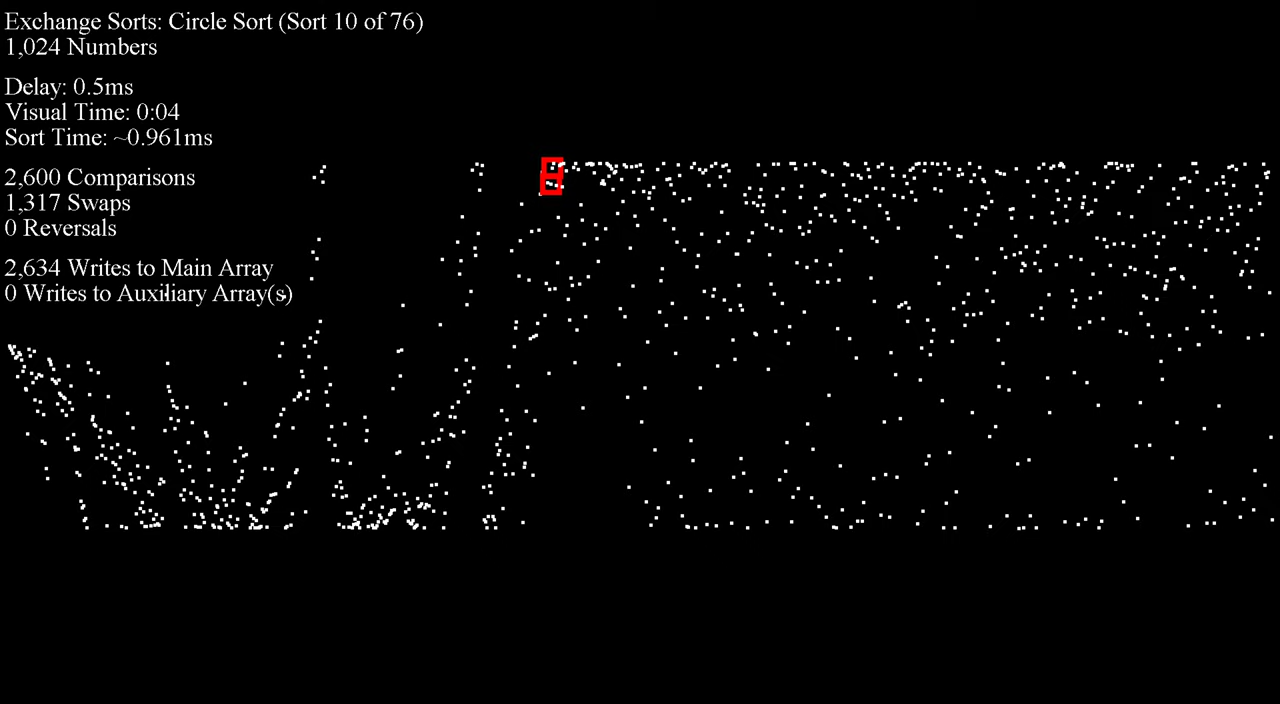 Exchange Sorts: Circle Sort (Sort 10 of 76)
1,024 Numbers
Delay: 0.5ms
Visual Time: 0:04
Sort Time: ~0.961ms
2,600 Comparisons
1,317 Swaps
0 Reversals
2,634 Writes to Main Array
0 Writes to Auxiliary Array(s)